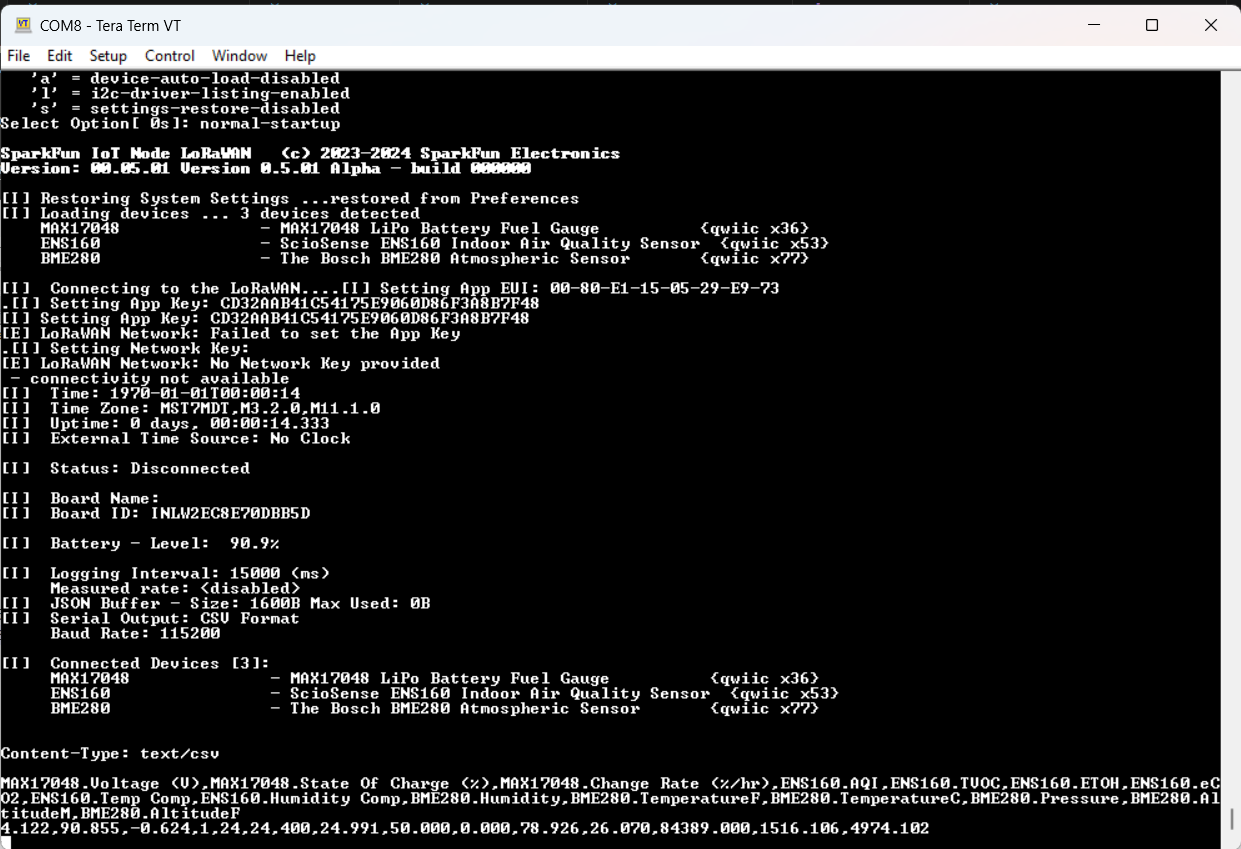 COM8 - Tera Term VT
File Edit Setup Control Window Help
'a' = device-auto-load-disabled
'l' = i2c-driver-listing-enabled
's' = settings-restore-disabled
Select Option[ 0s]: normal-startup
SparkFun IoT Node LoRaWAN (c) 2023-2024 SparkFun Electronics
Version: 00.05.01 Version 0.5.01 Alpha - build 000000
[I] Restoring System Settings ...restored from Preferences
[I] Loading devices ... 3 devices detected
MAX17048 - MAX17048 LiPo Battery Fuel Gauge {qwiic x36}
ENS160 - ScioSense ENS160 Indoor Air Quality Sensor {qwiic x53}
BME280 - The Bosch BME280 Atmospheric Sensor {qwiic x77}
[I] Connecting to the LoRaWAN....[I] Setting App EUI: 00-80-E1-15-05-29-E9-73
.[I] Setting App Key: CD32AAB41C54175E9060D86F3A8B7F48
[I] Setting App Key: CD32AAB41C54175E9060D86F3A8B7F48
[E] LoRaWAN Network: Failed to set the App Key
.[I] Setting Network Key:
[E] LoRaWAN Network: No Network Key provided
- connectivity not available
[I] Time: 1970-01-01T00:00:14
[I] Time Zone: MST7MDT,M3.2.0,M11.1.0
[I] Uptime: 0 days, 00:00:14.333
[I] External Time Source: No Clock
[I] Status: Disconnected
[I] Board Name:
[I] Board ID: INLW2EC8E70DBB5D
[I] Battery - Level: 90.9%
[I] Logging Interval: 15000 (ms)
Measured rate: <disabled>
[I] JSON Buffer - Size: 1600B Max Used: 0B
[I] Serial Output: CSV Format
Baud Rate: 115200
[I] Connected Devices [3]:
MAX17048 - MAX17048 LiPo Battery Fuel Gauge {qwiic x36}
ENS160 - ScioSense ENS160 Indoor Air Quality Sensor {qwiic x53}
BME280 - The Bosch BME280 Atmospheric Sensor {qwiic x77}
Content-Type: text/csv
MAX17048.Voltage (V),MAX17048.State Of Charge (%),MAX17048.Change Rate (%/hr),ENS160.AQI,ENS160.TVOC,ENS160.ETOH,ENS160.eC
O2,ENS160.Temp Comp,ENS160.Humidity Comp,BME280.Humidity,BME280.TemperatureF,BME280.TemperatureC,BME280.Pressure,BME280.Al
titudeM,BME280.AltitudeF
4.122,90.855,-0.624,1,24,24,400,24.991,50.000,0.000,78.926,26.070,84389.000,1516.106,4974.102